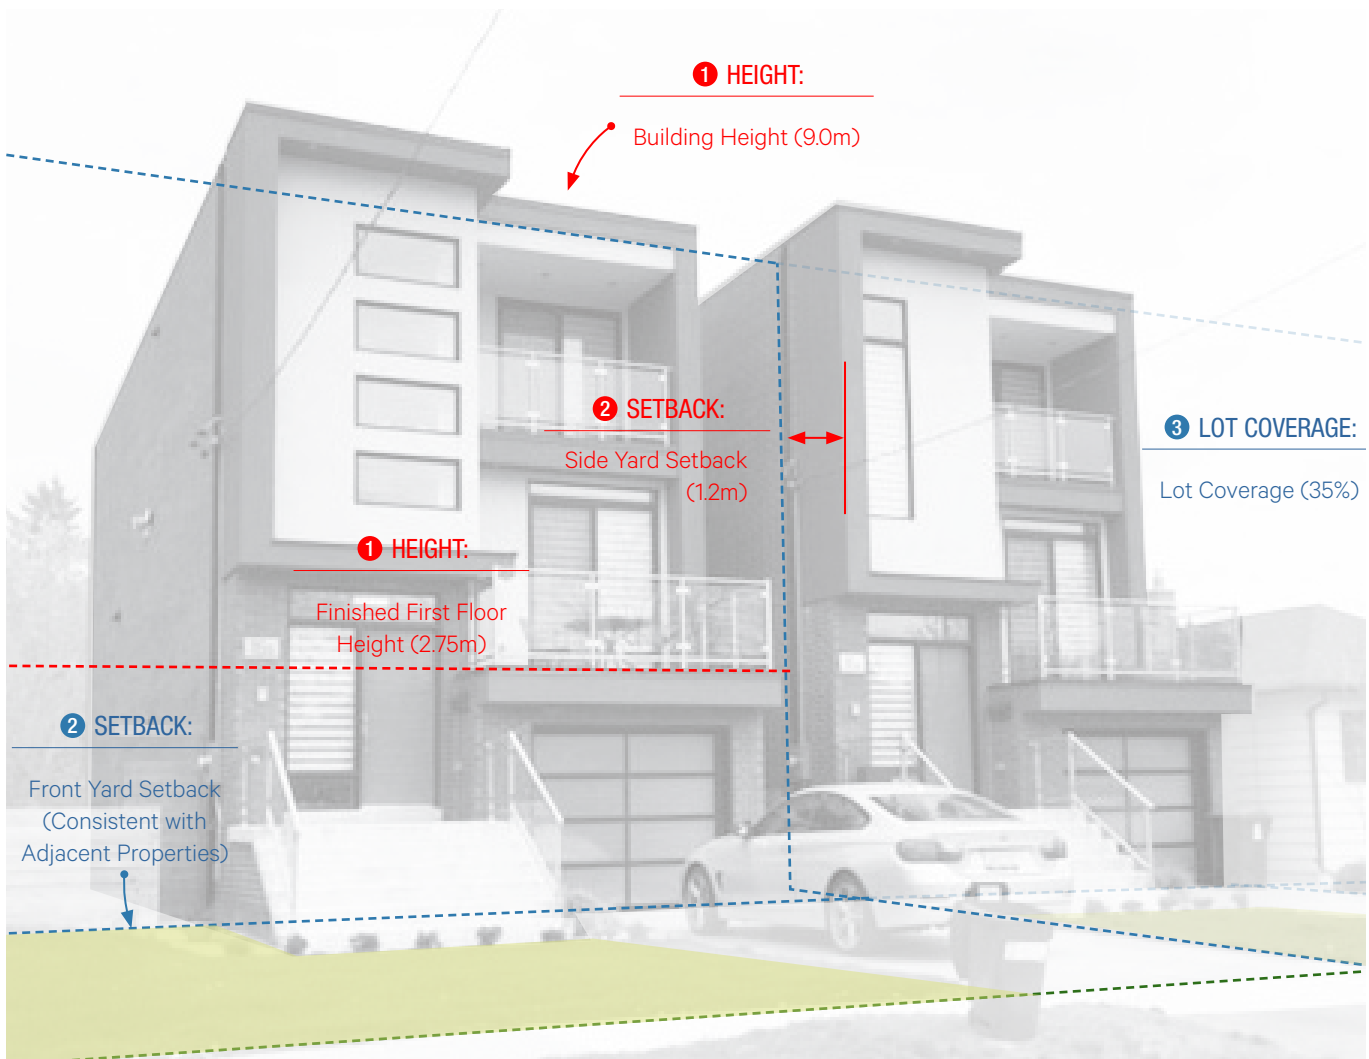 1 HEIGHT:
Building Height (9.0m)
2 SETBACK:
Side Yard Setback
(1.2m)
3 LOT COVERAGE:
Lot Coverage (35%)
1 HEIGHT:
Finished First Floor
Height (2.75m)
2 SETBACK:
Front Yard Setback
(Consistent with
Adjacent Properties)